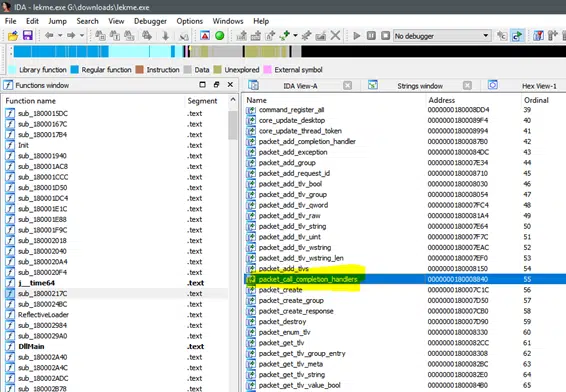 IDA - lekme.exe G:\downloads\lekme.exe
File Edit Jump Search View Debugger Options Windows Help
No debugger
Library function Regular function Instruction Data Unexplored External symbol
Functions window
IDA View-A Strings window Hex View-1
Function name Segment
sub_1800015DC .text
sub_18000167C .text
sub_1800017B4 .text
Init .text
sub_180001940 .text
sub_180001AC8 .text
sub_180001CCC .text
sub_180001D50 .text
sub_180001DC4 .text
sub_180001E1C .text
sub_180001E88 .text
sub_180001F9C .text
sub_180002018 .text
sub_180002040 .text
sub_1800020A4 .text
sub_1800020F4 .text
j__time64 .text
sub_18000217C .text
sub_1800024BC .text
ReflectiveLoader .text
sub_180002984 .text
sub_1800029A0 .text
DllMain .text
sub_180002A40 .text
sub_180002A4C .text
sub_180002ADC .text
sub_180002B78 .text
Name Address Ordinal
command_register_all 0000000180008DD4 39
core_update_desktop 00000001800089F4 40
core_update_thread_token 0000000180008994 41
packet_add_completion_handler 00000001800087B0 42
packet_add_exception 00000001800084DC 43
packet_add_group 0000000180007E34 44
packet_add_request_id 0000000180008710 45
packet_add_tlv_bool 0000000180008030 46
packet_add_tlv_group 0000000180008054 47
packet_add_tlv_qword 0000000180007FC4 48
packet_add_tlv_raw 00000001800081A4 49
packet_add_tlv_string 0000000180007E64 50
packet_add_tlv_uint 0000000180007F7C 51
packet_add_tlv_wstring 0000000180007EAC 52
packet_add_tlv_wstring_len 0000000180007EF0 53
packet_add_tlvs 0000000180008150 54
packet_call_completion_handlers 0000000180008840 55
packet_create 0000000180007C1C 56
packet_create_group 0000000180007D50 57
packet_create_response 0000000180007CB0 58
packet_destroy 0000000180007D90 59
packet_enum_tlv 0000000180008330 60
packet_get_tlv 00000001800082CC 61
packet_get_tlv_group_entry 0000000180008308 62
packet_get_tlv_meta 00000001800082BC 63
packet_get_tlv_string 00000001800082E0 64
packet_get_tlv_value_bool 00000001800084B0 65